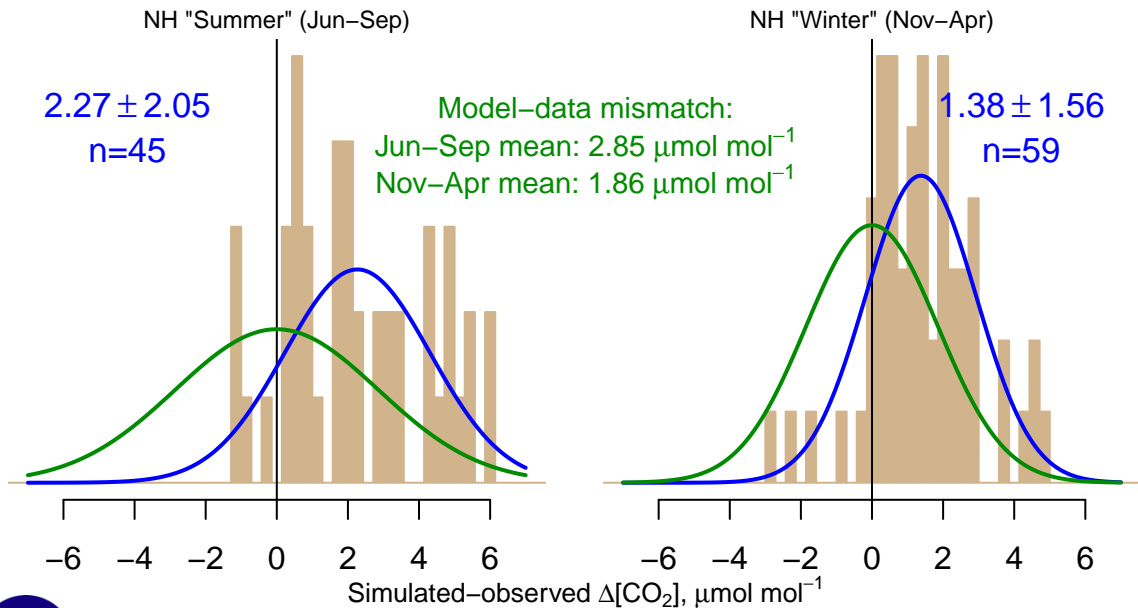 NH "Summer" (Jun−Sep)
NH "Winter" (Nov−Apr)
2.27 ± 2.05
n=45
Model−data mismatch:
Jun−Sep mean: 2.85 μmol mol⁻¹
Nov−Apr mean: 1.86 μmol mol⁻¹
1.38 ± 1.56
n=59
−6 −4 −2 0 2 4 6
−6 −4 −2 0 2 4 6
Simulated−observed Δ[CO₂], μmol mol⁻¹